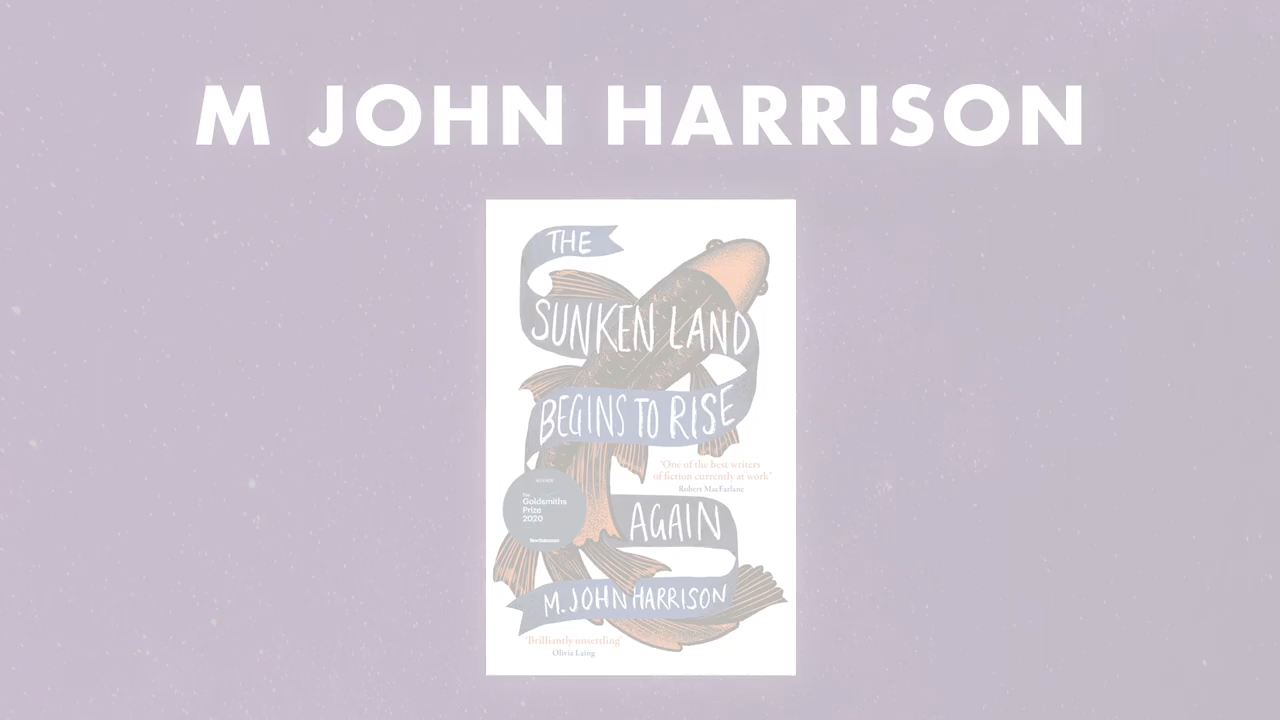 M JOHN HARRISON
THE
SUNKEN LAND
BEGINS TO RISE
'One of the best writers
of fiction currently at work'
Robert MacFarlane
The
Goldsmiths
Prize
2020
AGAIN
M. JOHN HARRISON
'Brilliantly unsettling'
Olivia Laing